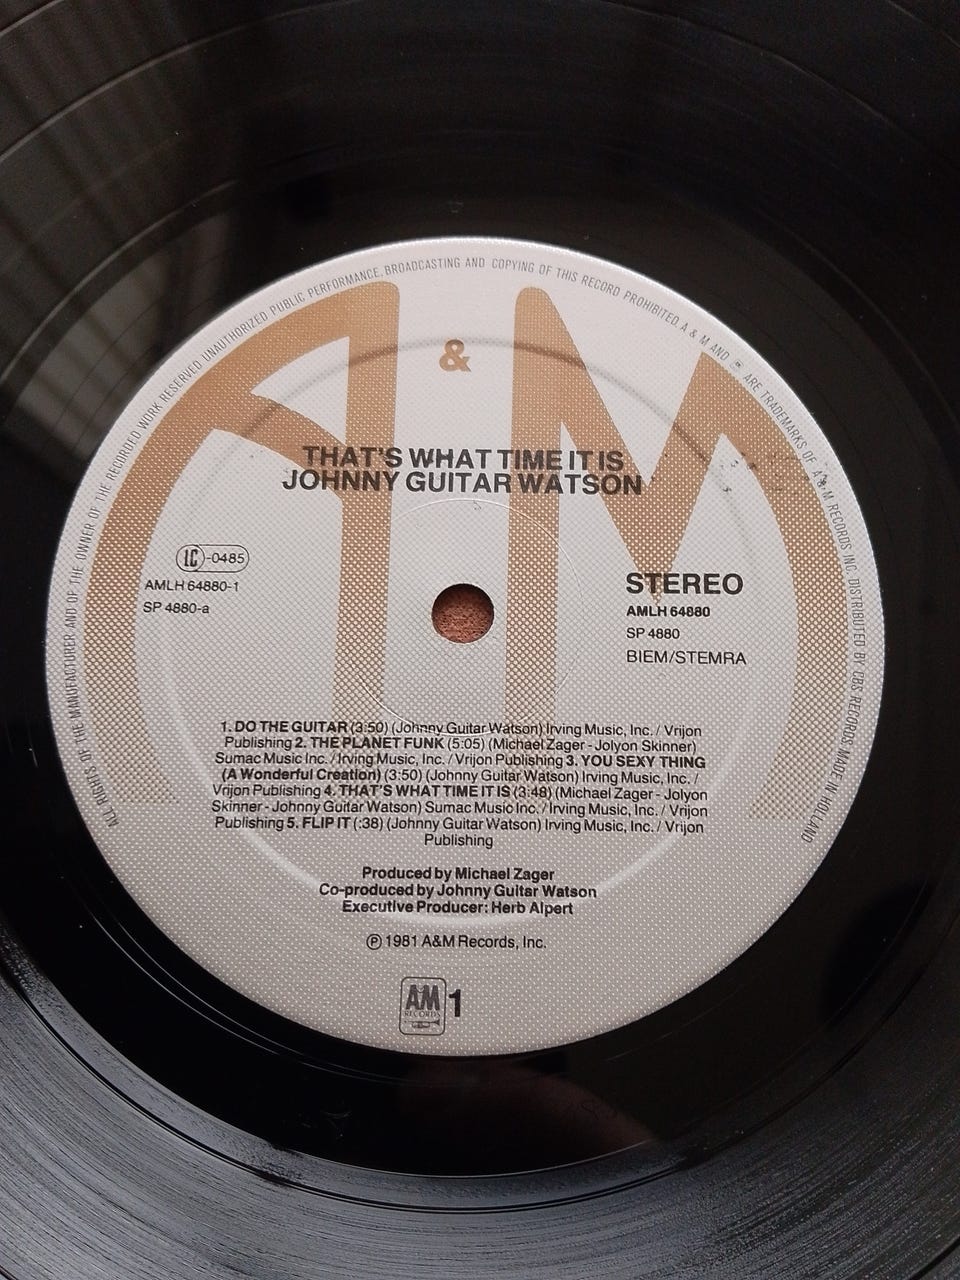 ALL RIGHTS OF THE MANUFACTURER AND OF THE OWNER OF THE RECORDED WORK RESERVED UNAUTHORIZED PUBLIC PERFORMANCE, BROADCASTING AND COPYING OF THIS RECORD PROHIBITED. A & M AND ARE TRADEMARKS OF A & M RECORDS INC. DISTRIBUTED BY CBS RECORDS MADE IN HOLLAND
A & M
THAT'S WHAT TIME IT IS
JOHNNY GUITAR WATSON
LC-0485
AMLH 64880-1
SP 4880-a
STEREO
AMLH 64880
SP 4880
BIEM/STEMRA
1. DO THE GUITAR (3:50) (Johnny Guitar Watson) Irving Music, Inc. / Vrijon
Publishing 2. THE PLANET FUNK (5:05) (Michael Zager - Jolyon Skinner)
Sumac Music Inc. / Irving Music, Inc. / Vrijon Publishing 3. YOU SEXY THING
(A Wonderful Creation) (3:50) (Johnny Guitar Watson) Irving Music, Inc. /
Vrijon Publishing 4. THAT'S WHAT TIME IT IS (3:48) (Michael Zager - Jolyon
Skinner - Johnny Guitar Watson) Sumac Music Inc. / Irving Music, Inc. / Vrijon
Publishing 5. FLIP IT (:38) (Johnny Guitar Watson) Irving Music, Inc. / Vrijon
Publishing
Produced by Michael Zager
Co-produced by Johnny Guitar Watson
Executive Producer: Herb Alpert
℗ 1981 A&M Records, Inc.
AM
RECORDS
1